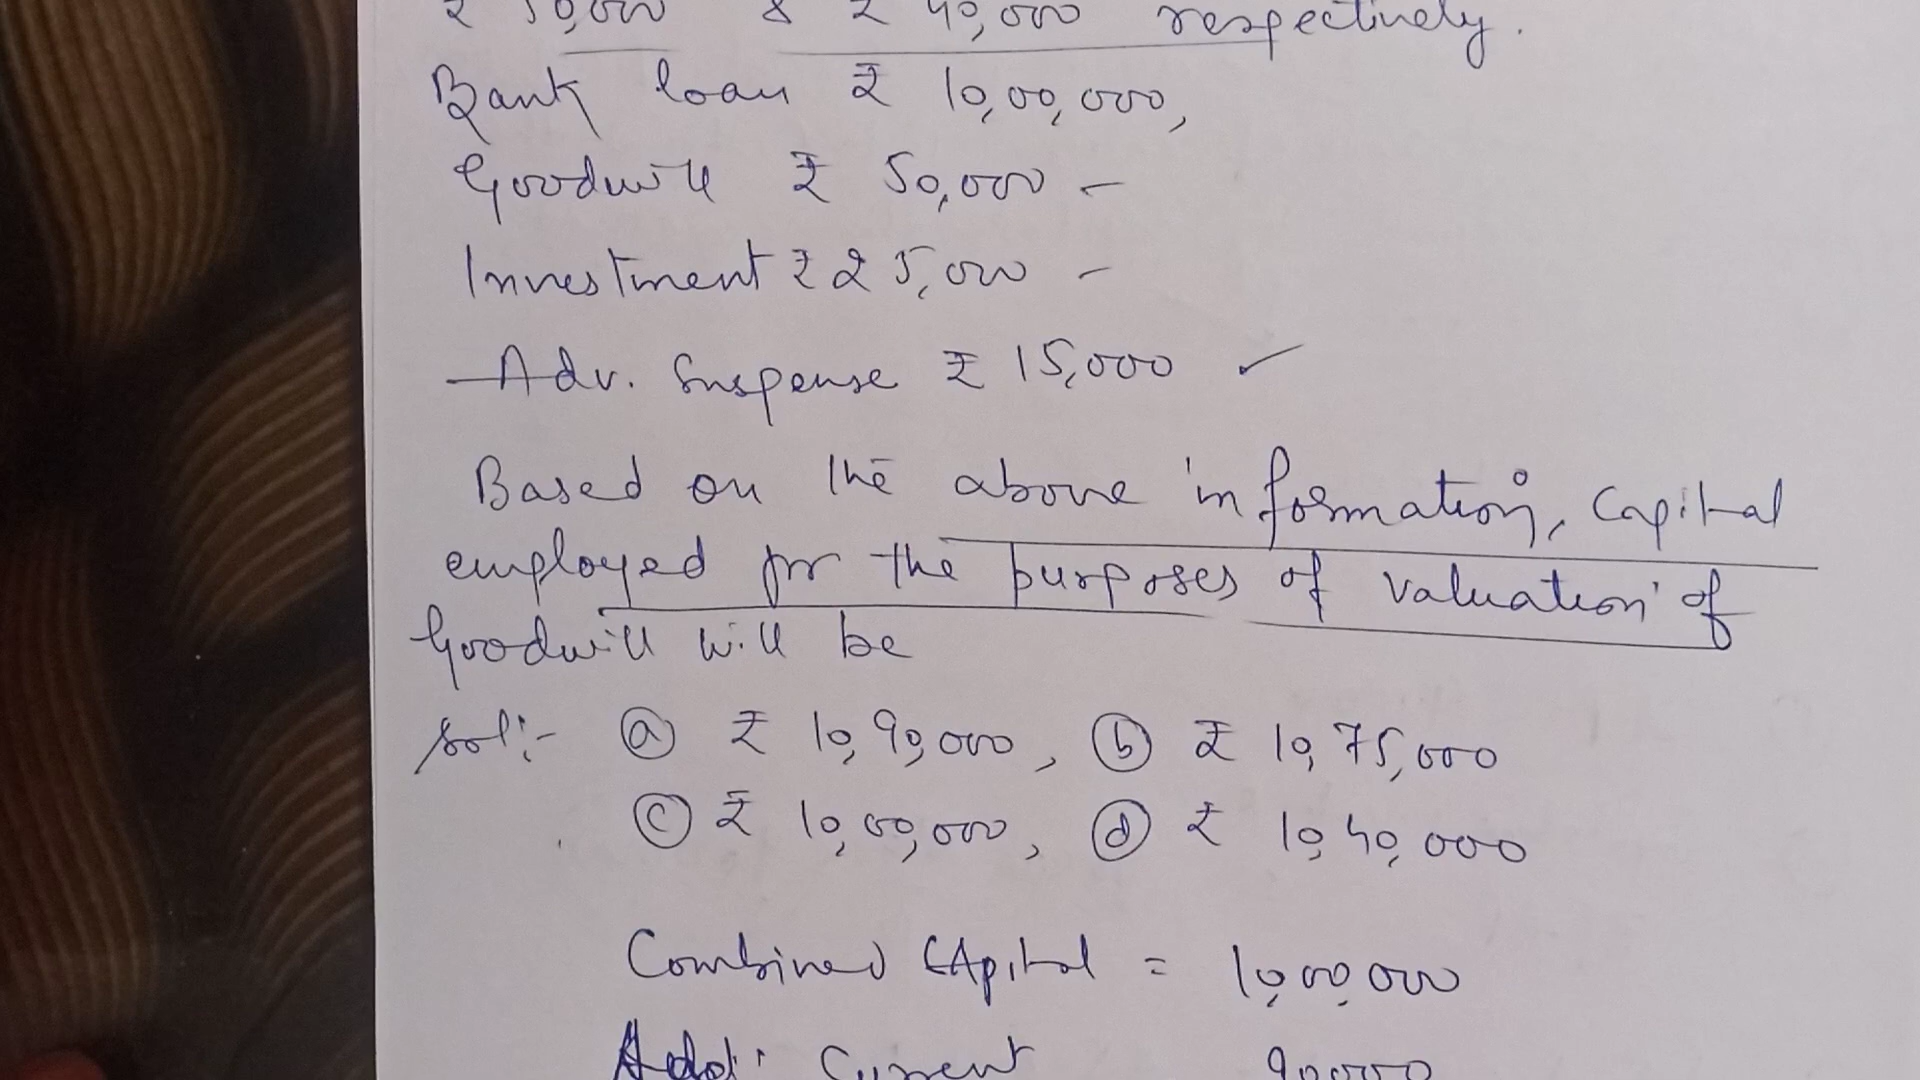 ₹ 50,000 & ₹ 40,000 respectively.
Bank loan ₹ 10,00,000,
Goodwill ₹ 50,000 -
Investment ₹ 25,000 -
Adv. Suspense ₹ 15,000 ✓
Based on the above information, Capital
employed for the purposes of valuation of
Goodwill will be
Sol:- (a) ₹ 10,90,000, (b) ₹ 10,75,000
(c) ₹ 10,00,000, (d) ₹ 10,40,000
Combined Capital = 10,00,000
Add: Current 90000